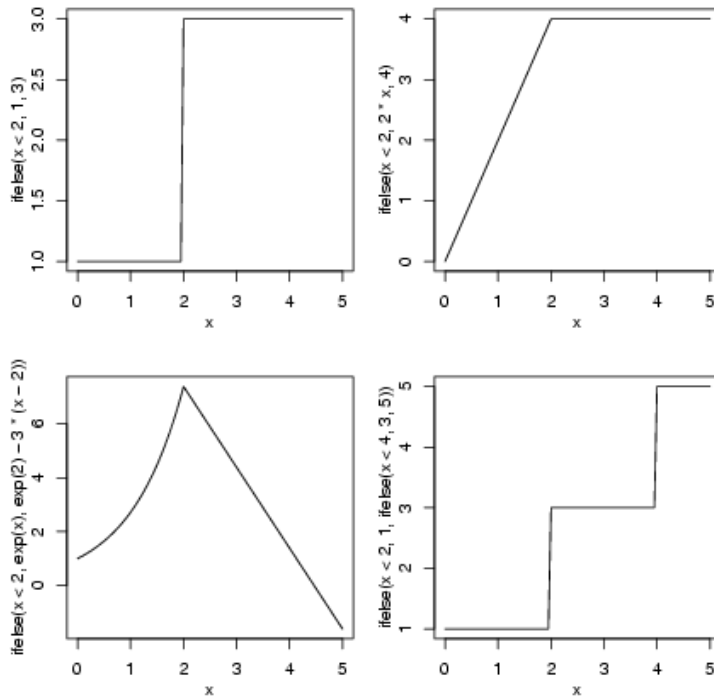 ifelse(x < 2, 1, 3)
3.0
2.5
2.0
1.5
1.0
0 1 2 3 4 5
x
ifelse(x < 2, 2 * x, 4)
4
3
2
1
0
0 1 2 3 4 5
x
ifelse(x < 2, exp(x), exp(2) − 3 * (x − 2))
6
4
2
0
0 1 2 3 4 5
x
ifelse(x < 2, 1, ifelse(x < 4, 3, 5))
5
4
3
2
1
0 1 2 3 4 5
x